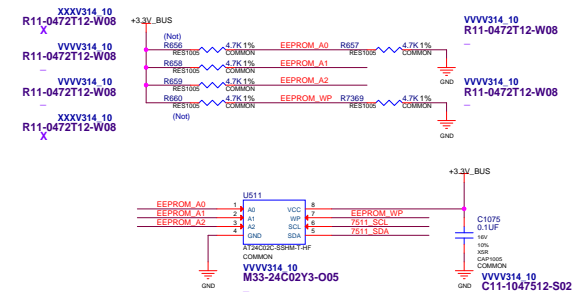 XXXV314_10
R11-0472T12-W08
X
VVVV314_10
R11-0472T12-W08
_
VVVV314_10
R11-0472T12-W08
_
XXXV314_10
R11-0472T12-W08
X
+3.3V_BUS
(Not)
R656 4.7K 1% EEPROM_A0 R657 4.7K 1%
RES1005 COMMON RES1005 COMMON
R658 4.7K 1% EEPROM_A1
RES1005 COMMON
R659 4.7K 1% EEPROM_A2
RES1005 COMMON
R660 4.7K 1% EEPROM_WP R7369 4.7K 1%
RES1005 COMMON RES1005 COMMON
(Not)
GND
GND
VVVV314_10
R11-0472T12-W08
_
VVVV314_10
R11-0472T12-W08
_
+3.3V_BUS
U511
EEPROM_A0 1 A0 VCC 8
EEPROM_A1 2 A1 WP 7 EEPROM_WP
EEPROM_A2 3 A2 SCL 6 7511_SCL
4 GND SDA 5 7511_SDA
AT24C02C-SSHM-T-HF
COMMON
VVVV314_10
M33-24C02Y3-O05
GND
C1075
0.1UF
16V
10%
X5R
CAP1005
COMMON
VVVV314_10
C11-1047512-S02
GND